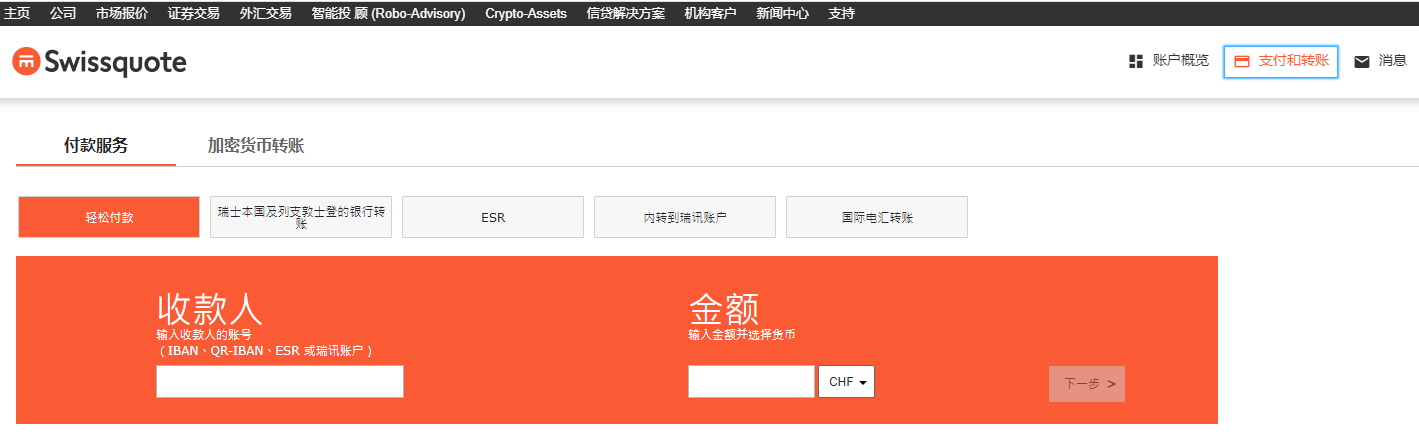 主页 公司 市场报价 证券交易 外汇交易 智能投 顾 (Robo-Advisory) Crypto-Assets 信贷解决方案 机构客户 新闻中心 支持
Swissquote 账户概览 支付和转账 消息
付款服务 加密货币转账
轻松付款 瑞士本国及列支敦士登的银行转
账 ESR 内转到瑞讯账户 国际电汇转账
收款人 金额
输入收款人的账号 输入金额并选择货币
（IBAN、QR-IBAN、ESR 或瑞讯账户）
CHF 下一步 >